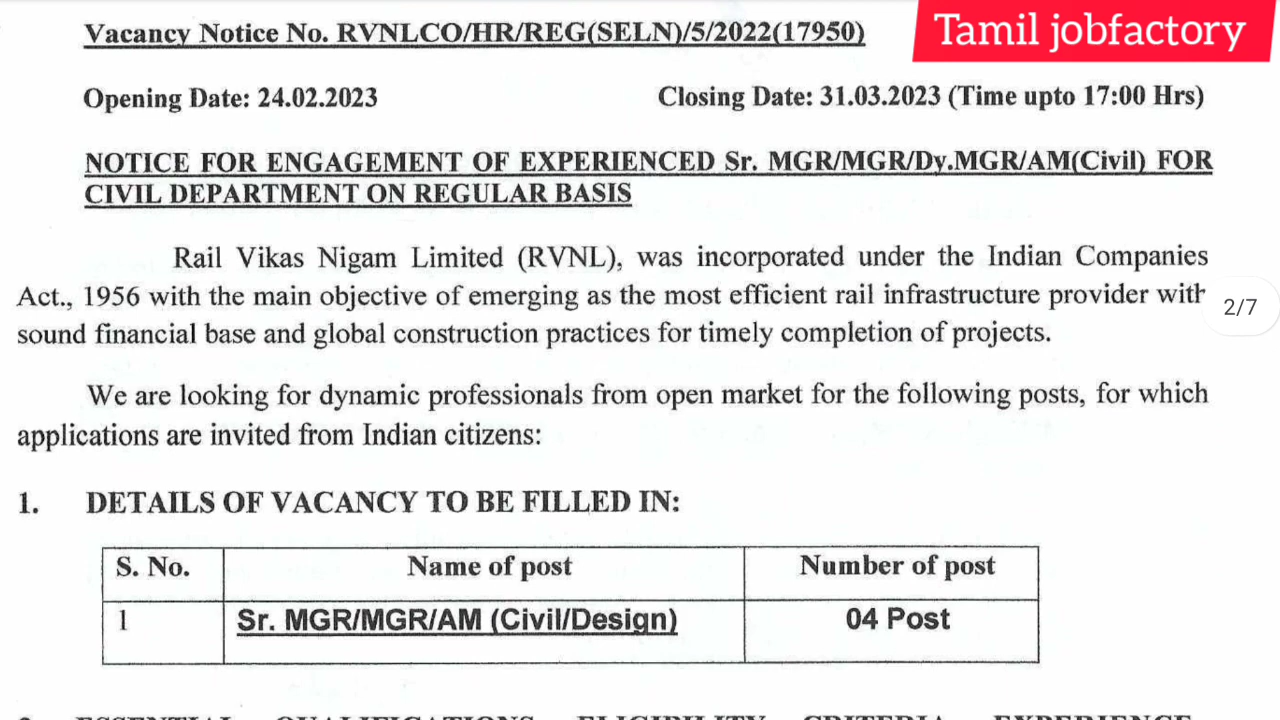 Vacancy Notice No. RVNLCO/HR/REG(SELN)/5/2022(17950)
Tamil jobfactory
Opening Date: 24.02.2023 Closing Date: 31.03.2023 (Time upto 17:00 Hrs)
NOTICE FOR ENGAGEMENT OF EXPERIENCED Sr. MGR/MGR/Dy.MGR/AM(Civil) FOR
CIVIL DEPARTMENT ON REGULAR BASIS
Rail Vikas Nigam Limited (RVNL), was incorporated under the Indian Companies
Act., 1956 with the main objective of emerging as the most efficient rail infrastructure provider with
2/7
sound financial base and global construction practices for timely completion of projects.
We are looking for dynamic professionals from open market for the following posts, for which
applications are invited from Indian citizens:
1. DETAILS OF VACANCY TO BE FILLED IN:
S. No. Name of post Number of post
1 Sr. MGR/MGR/AM (Civil/Design) 04 Post
ESSENTIAL QUALIFICATIONS ELIGIBILITY CRITERIA EXPERIENCE